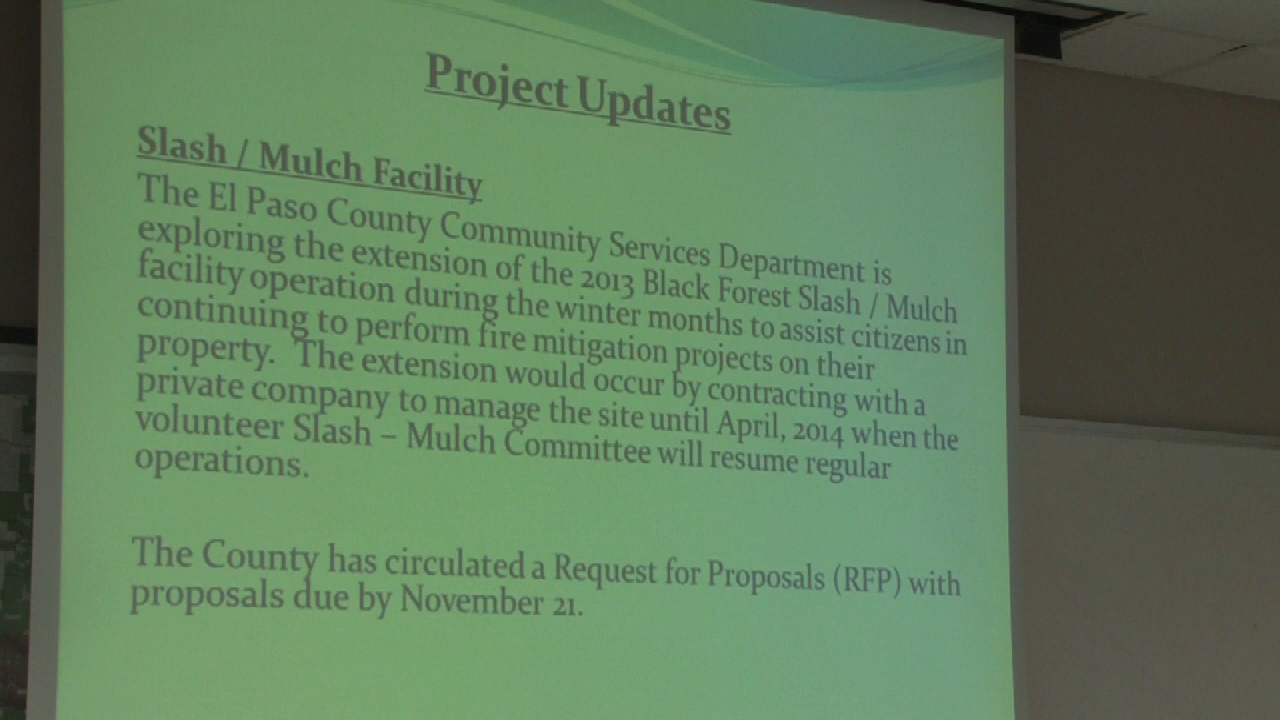 Project Updates
Slash / Mulch Facility
The El Paso County Community Services Department is
exploring the extension of the 2013 Black Forest Slash / Mulch
facility operation during the winter months to assist citizens in
continuing to perform fire mitigation projects on their
property. The extension would occur by contracting with a
private company to manage the site until April, 2014 when the
volunteer Slash – Mulch Committee will resume regular
operations.
The County has circulated a Request for Proposals (RFP) with
proposals due by November 21.